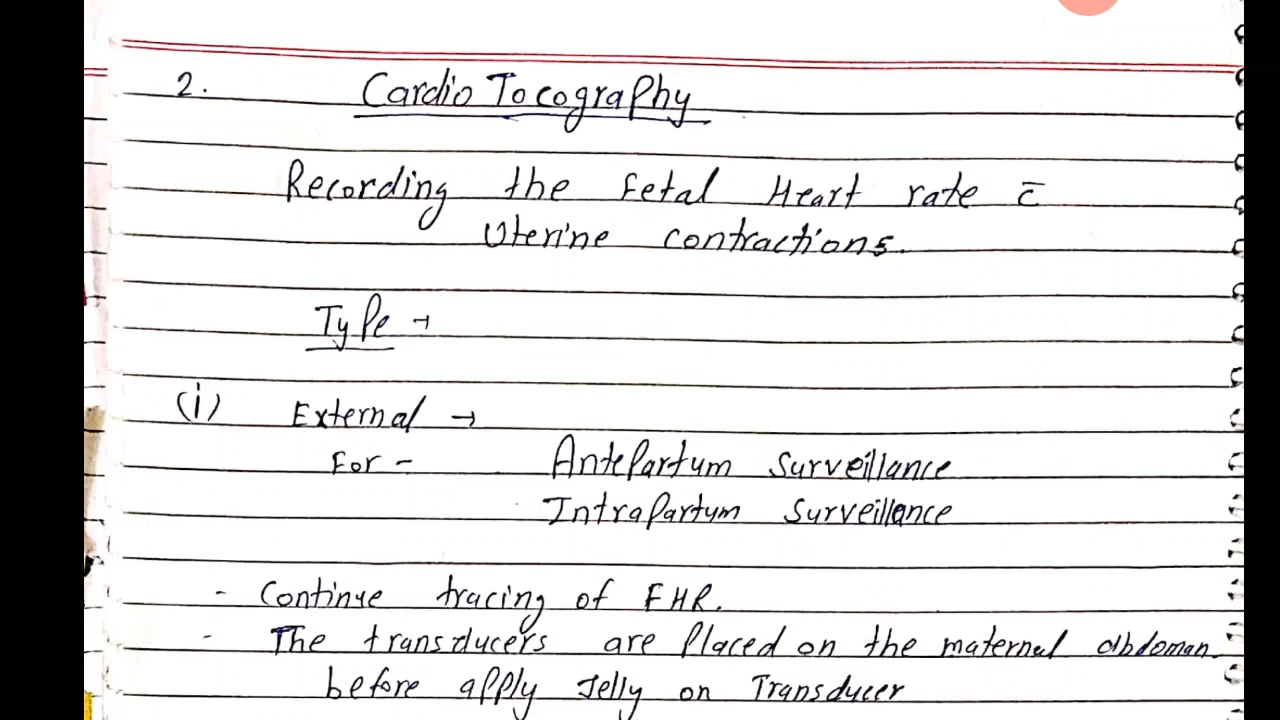 2. Cardio Tocography
Recording the Fetal Heart rate c̄
Uterine contractions.
Type →
(i) External →
For - Antepartum Surveillance
Intrapartum Surveillance
- Continue tracing of FHR.
- The transducers are placed on the maternal abdoman
before apply Jelly on Transducer